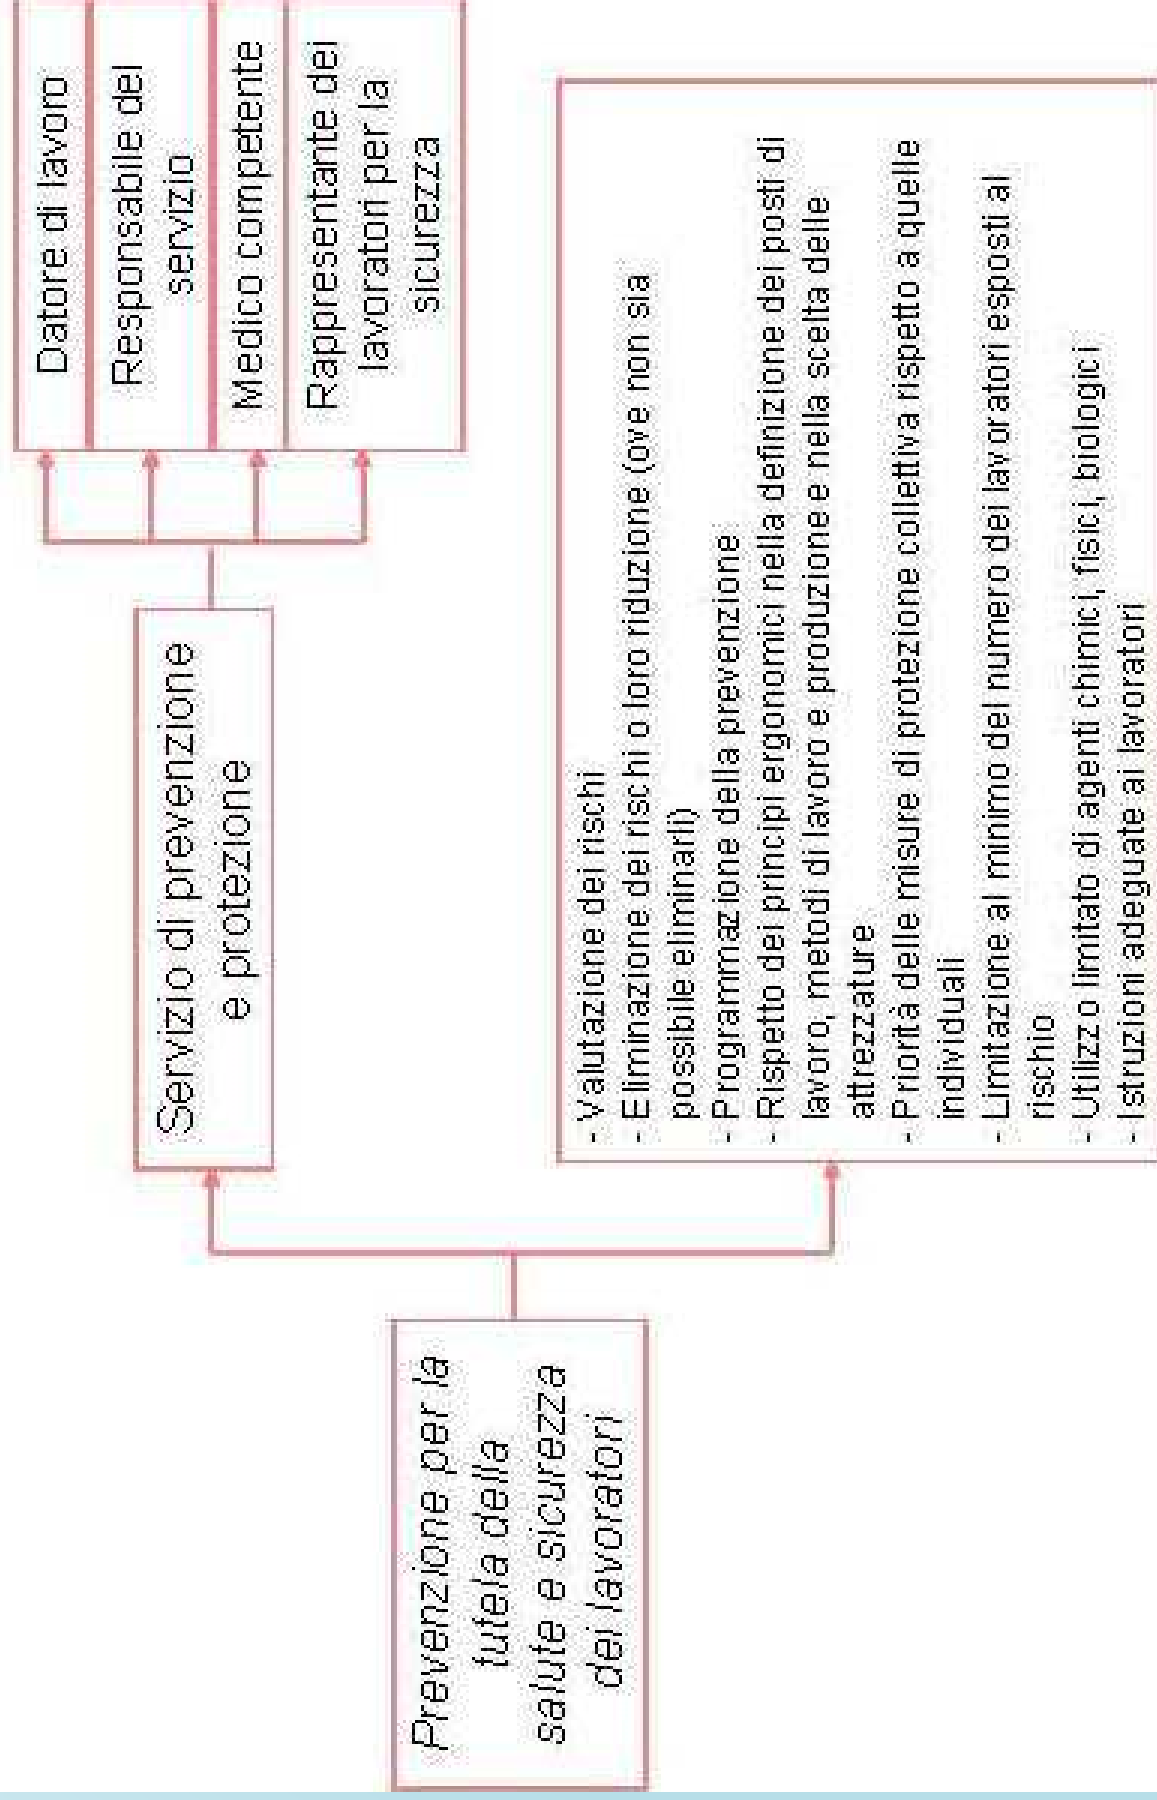 Prevenzione per la
tutela della
salute e sicurezza
dei lavoratori
Servizio di prevenzione
e protezione
Datore di lavoro
Responsabile del
servizio
Medico competente
Rappresentante dei
lavoratori per la
sicurezza
- Valutazione dei rischi
- Eliminazione dei rischi o loro riduzione (ove non sia
possibile eliminarli)
- Programmazione della prevenzione
- Rispetto dei principi ergonomici nella definizione dei posti di
lavoro, metodi di lavoro e produzione e nella scelta delle
attrezzature
- Priorità delle misure di protezione collettiva rispetto a quelle
individuali
- Limitazione al minimo del numero dei lavoratori esposti al
rischio
- Utilizzo limitato di agenti chimici, fisici, biologici
- Istruzioni adeguate ai lavoratori